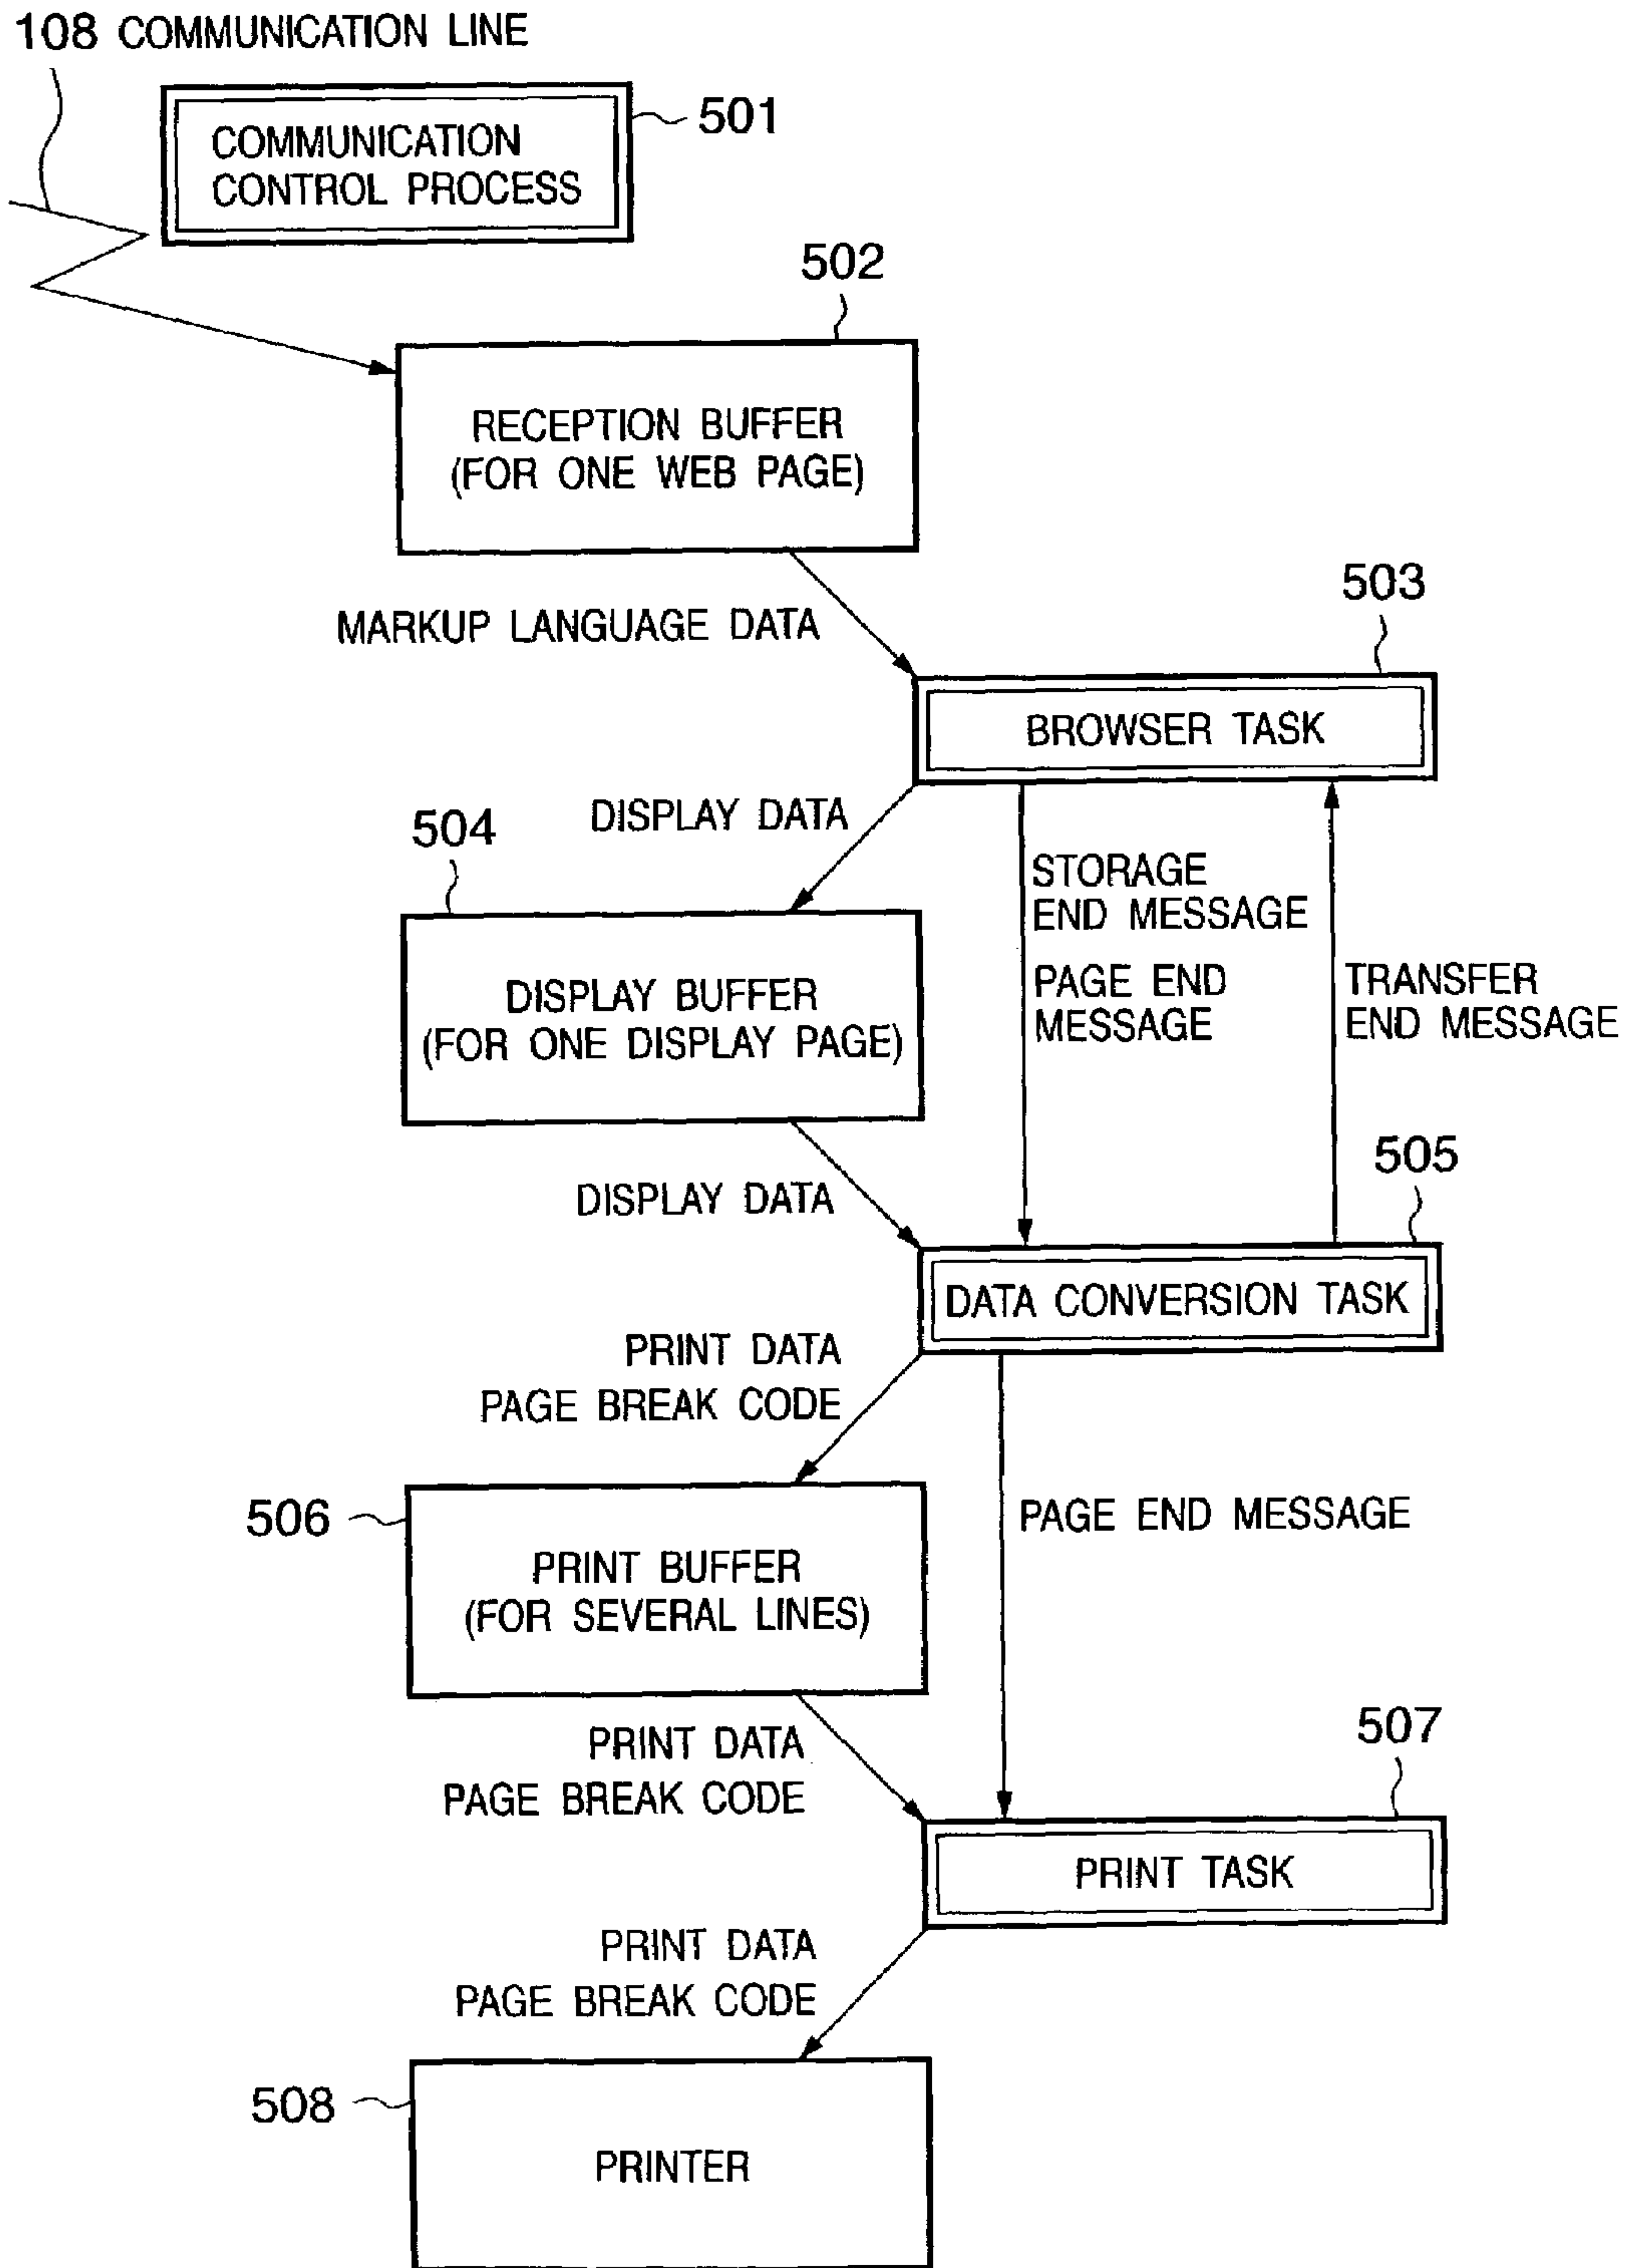 108 COMMUNICATION LINE
501
COMMUNICATION
CONTROL PROCESS
502
RECEPTION BUFFER
(FOR ONE WEB PAGE)
503
MARKUP LANGUAGE DATA
BROWSER TASK
DISPLAY DATA
504
STORAGE
END MESSAGE
PAGE END
MESSAGE
TRANSFER
END MESSAGE
DISPLAY BUFFER
(FOR ONE DISPLAY PAGE)
505
DISPLAY DATA
DATA CONVERSION TASK
PRINT DATA
PAGE BREAK CODE
506
PAGE END MESSAGE
PRINT BUFFER
(FOR SEVERAL LINES)
507
PRINT DATA
PAGE BREAK CODE
PRINT TASK
PRINT DATA
PAGE BREAK CODE
508
PRINTER